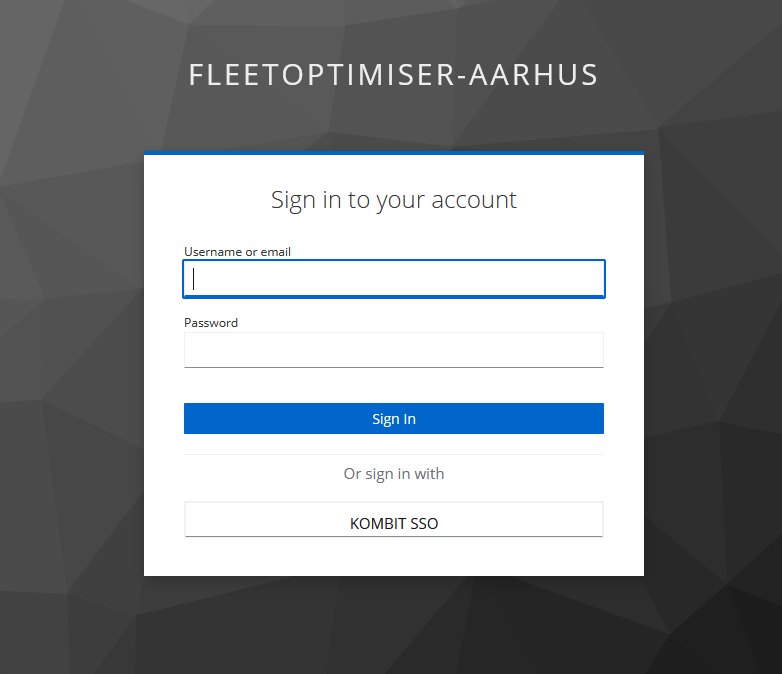 FLEETOPTIMISER-AARHUS
Sign in to your account
Username or email
Password
Sign In
Or sign in with
KOMBIT SSO